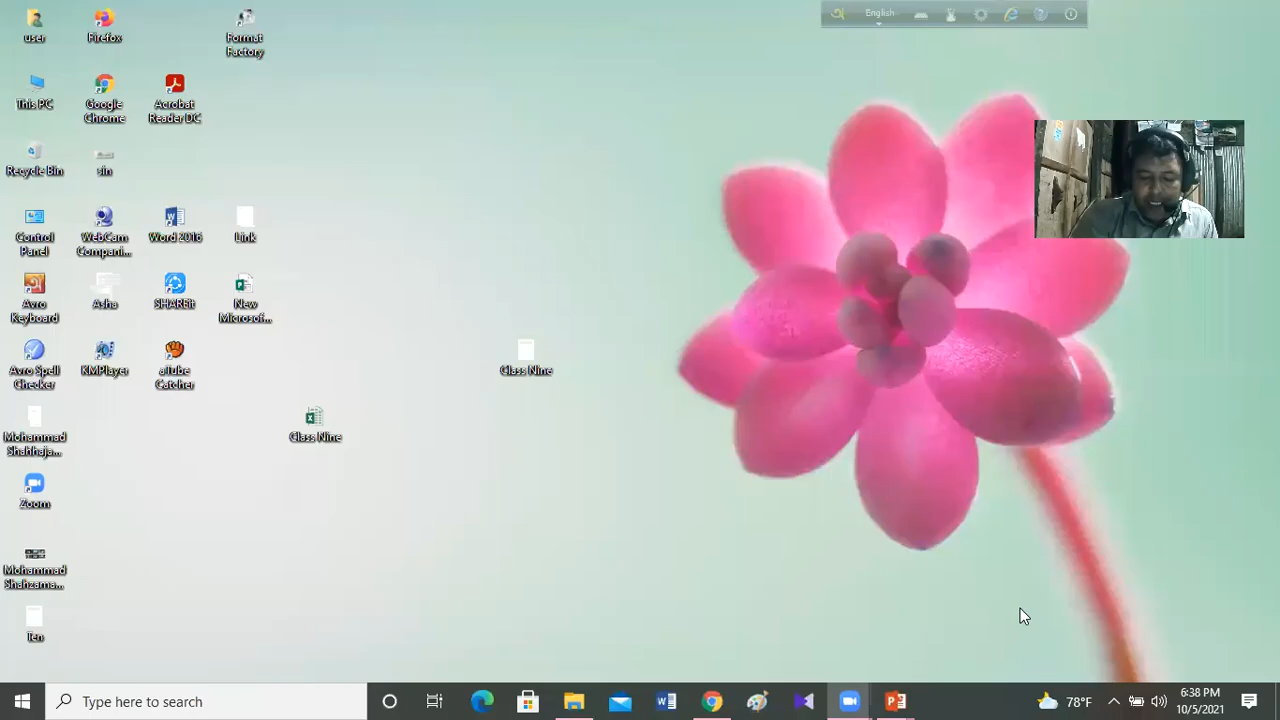 English
user
Firefox
Format
Factory
This PC
Google
Chrome
Acrobat
Reader DC
Recycle Bin
sin
Control
Panel
WebCam
Compani...
Word 2016
Link
Avro
Keyboard
Asha
SHAREit
New
Microsof...
Avro Spell
Checker
KMPlayer
aTube
Catcher
Class Nine
Class Nine
Mohammad
Shahhaja...
Zoom
Mohammad
Shahzama...
Ten
Type here to search
78°F
6:38 PM
10/5/2021